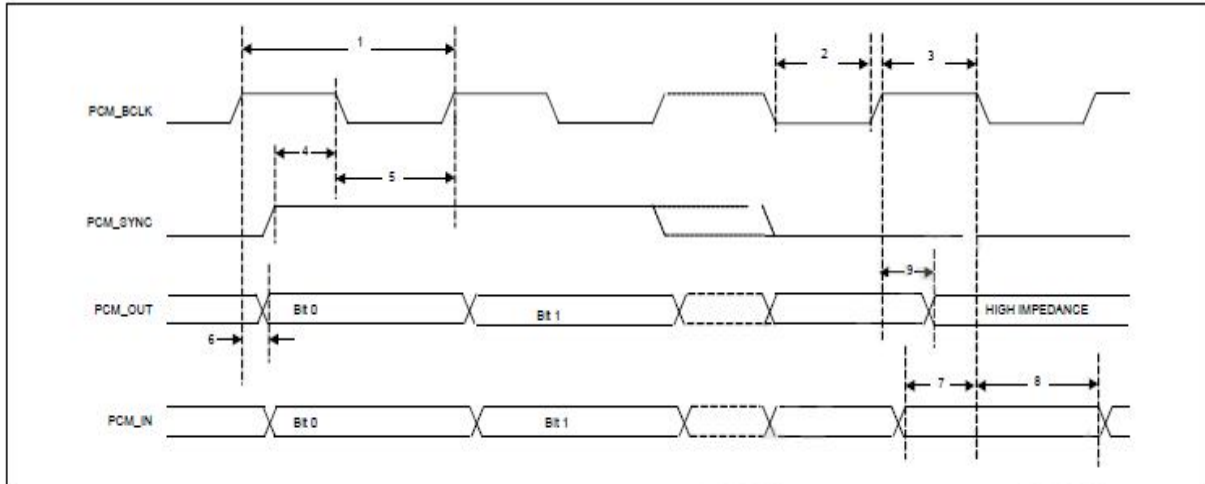 1
2
3
PCM_BCLK
4
5
PCM_SYNC
9
PCM_OUT
Bit 0
Bit 1
HIGH IMPEDANCE
6
7
8
PCM_IN
Bit 0
Bit 1